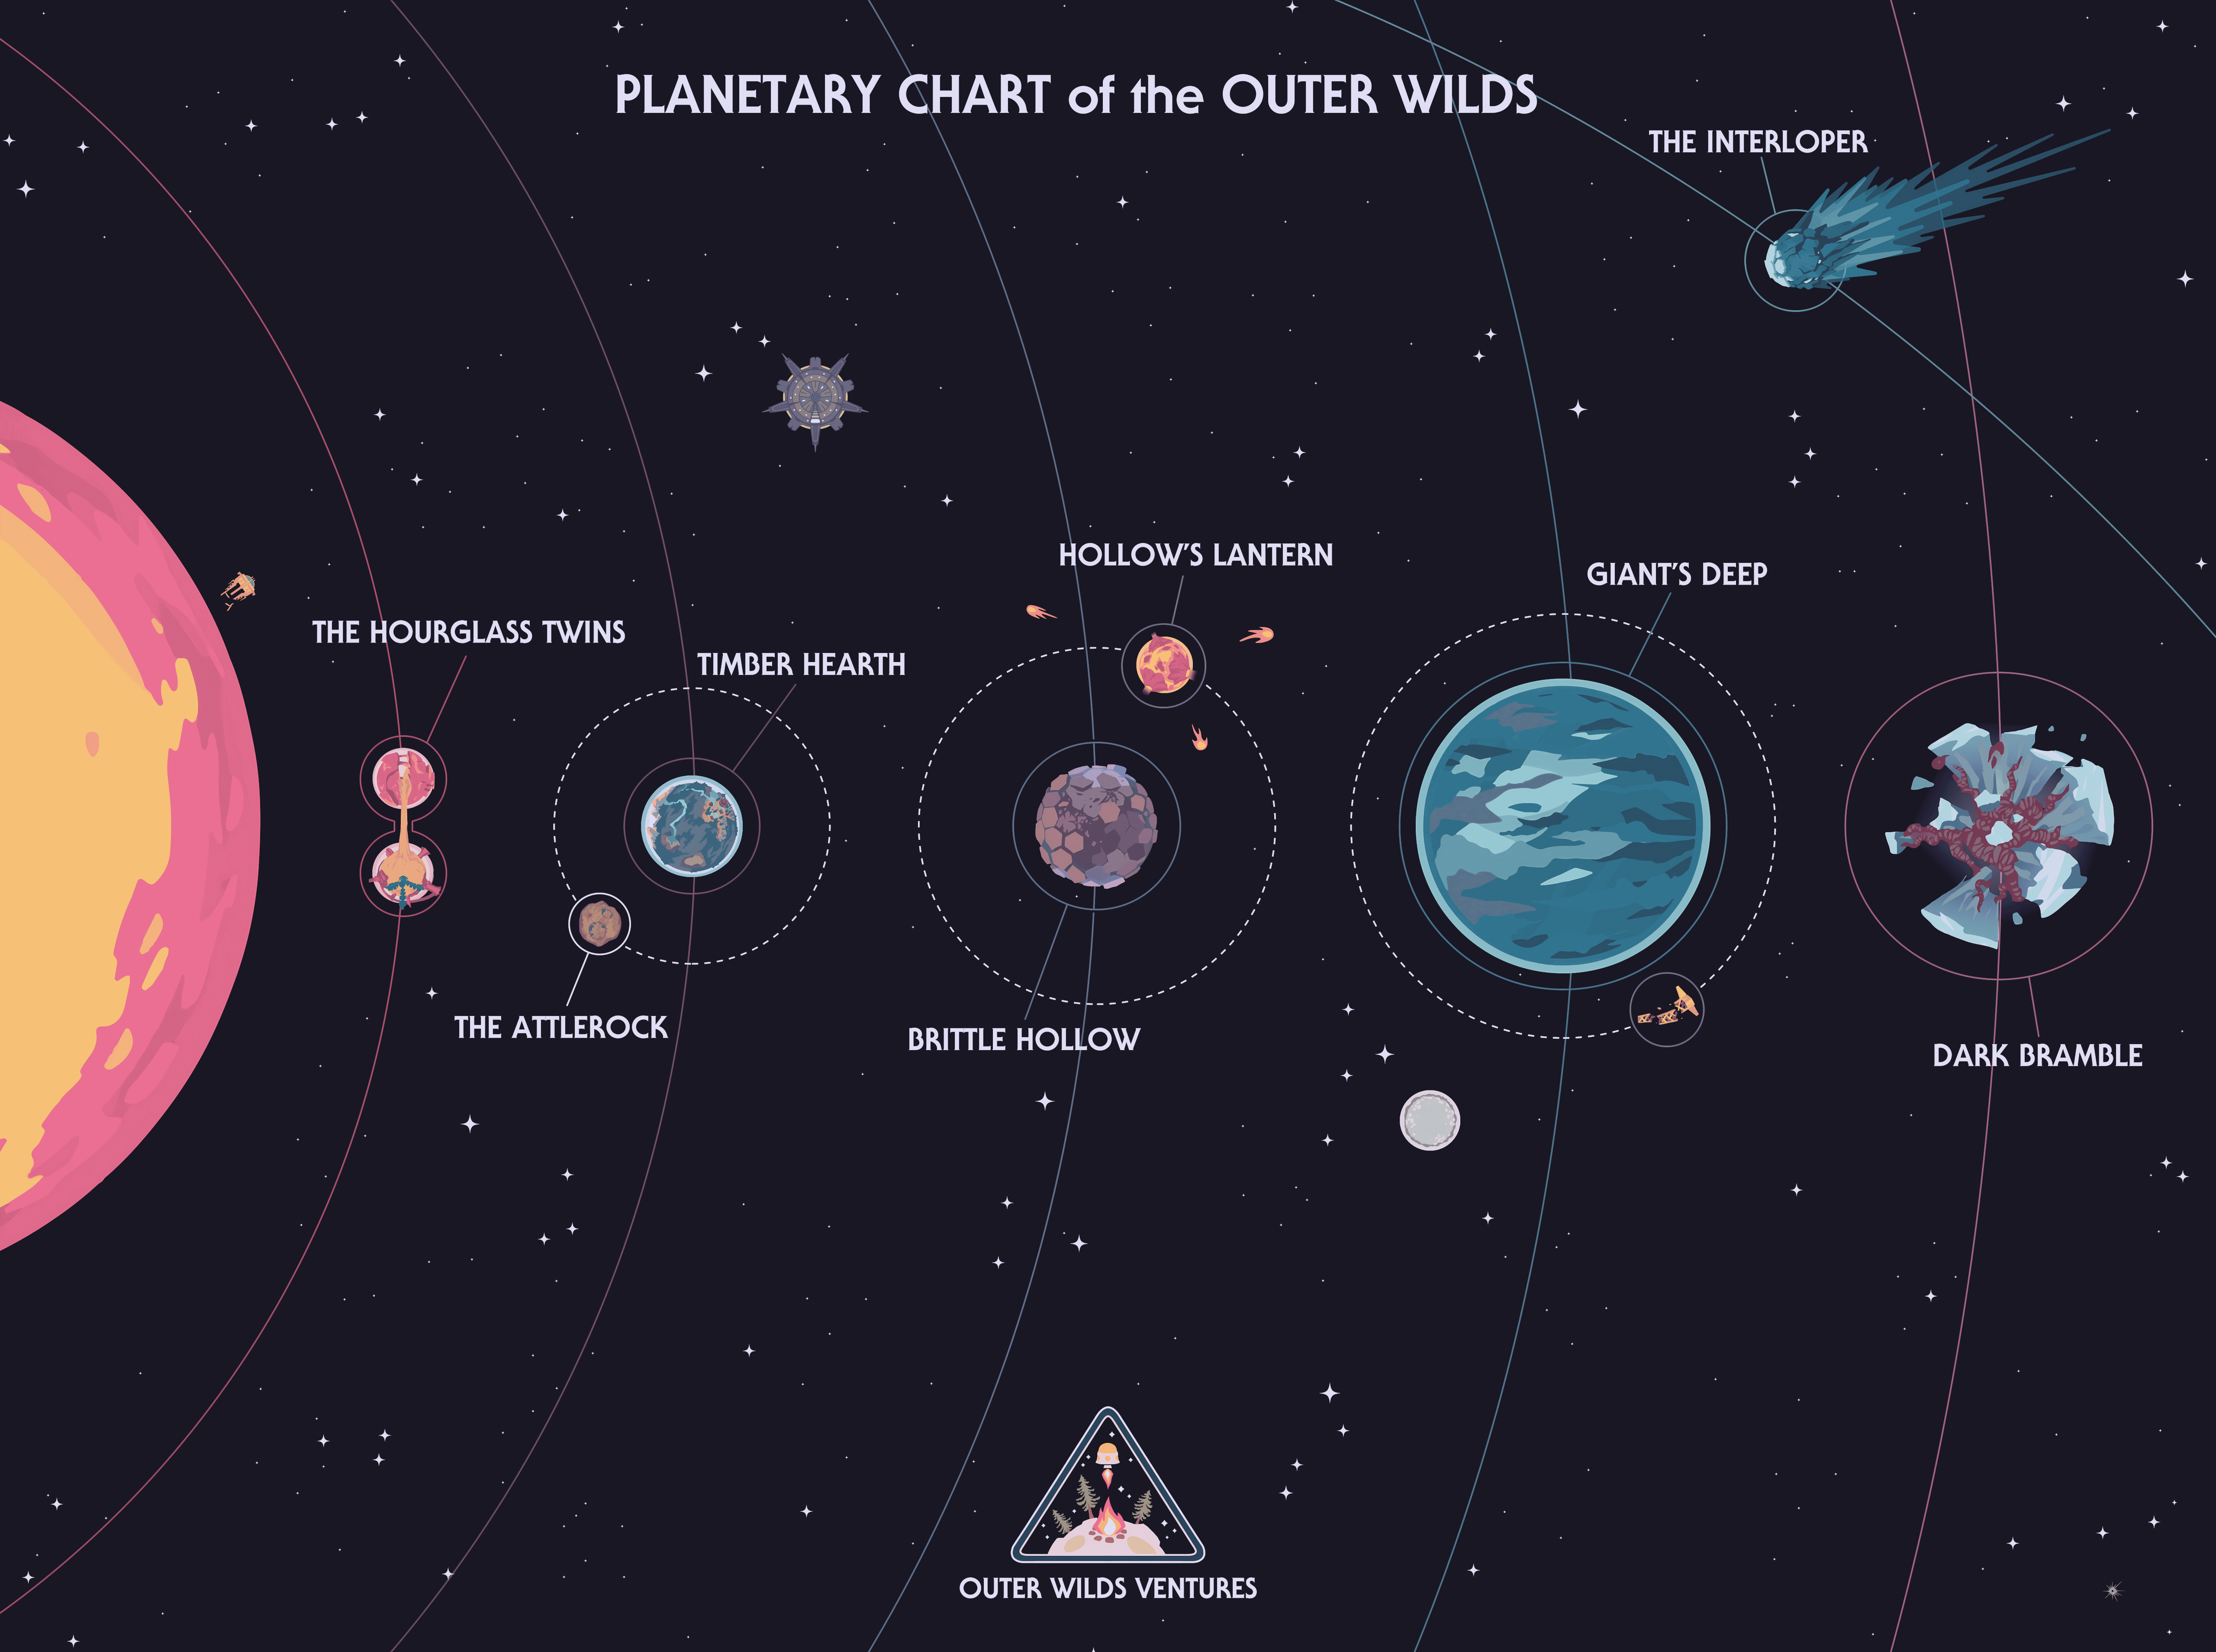 PLANETARY CHART of the OUTER WILDS
THE INTERLOPER
HOLLOW'S LANTERN
GIANT'S DEEP
THE HOURGLASS TWINS
TIMBER HEARTH
THE ATTLEROCK
BRITTLE HOLLOW
DARK BRAMBLE
OUTER WILDS VENTURES